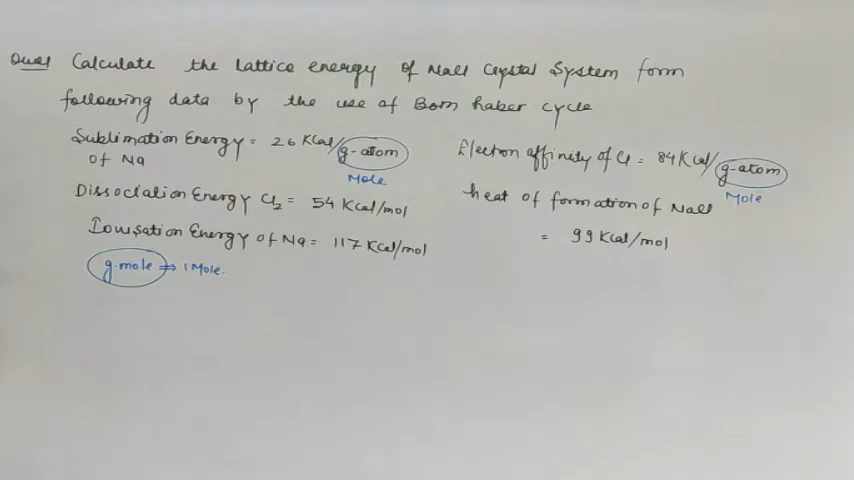 Ques Calculate the Lattice energy of NaCl Crystal System form
following data by the use of Born haber cycle
Sublimation Energy = 26 KCal/g-atom
of Na
Mole
Dissociation Energy Cl2 = 54 KCal/mol
Ionisation Energy of Na = 117 KCal/mol
g-mole ⇒ 1 Mole.
Electron affinity of Cl = 84 KCal/g-atom
Mole
heat of formation of NaCl
= 99 KCal/mol